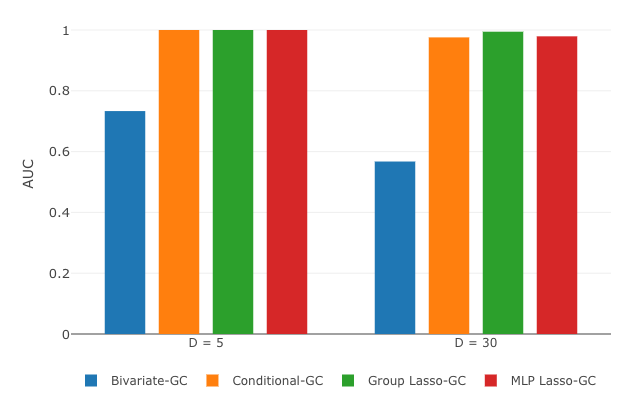 AUC
1
0.8
0.6
0.4
0.2
0
D = 5 D = 30
Bivariate-GC Conditional-GC Group Lasso-GC MLP Lasso-GC